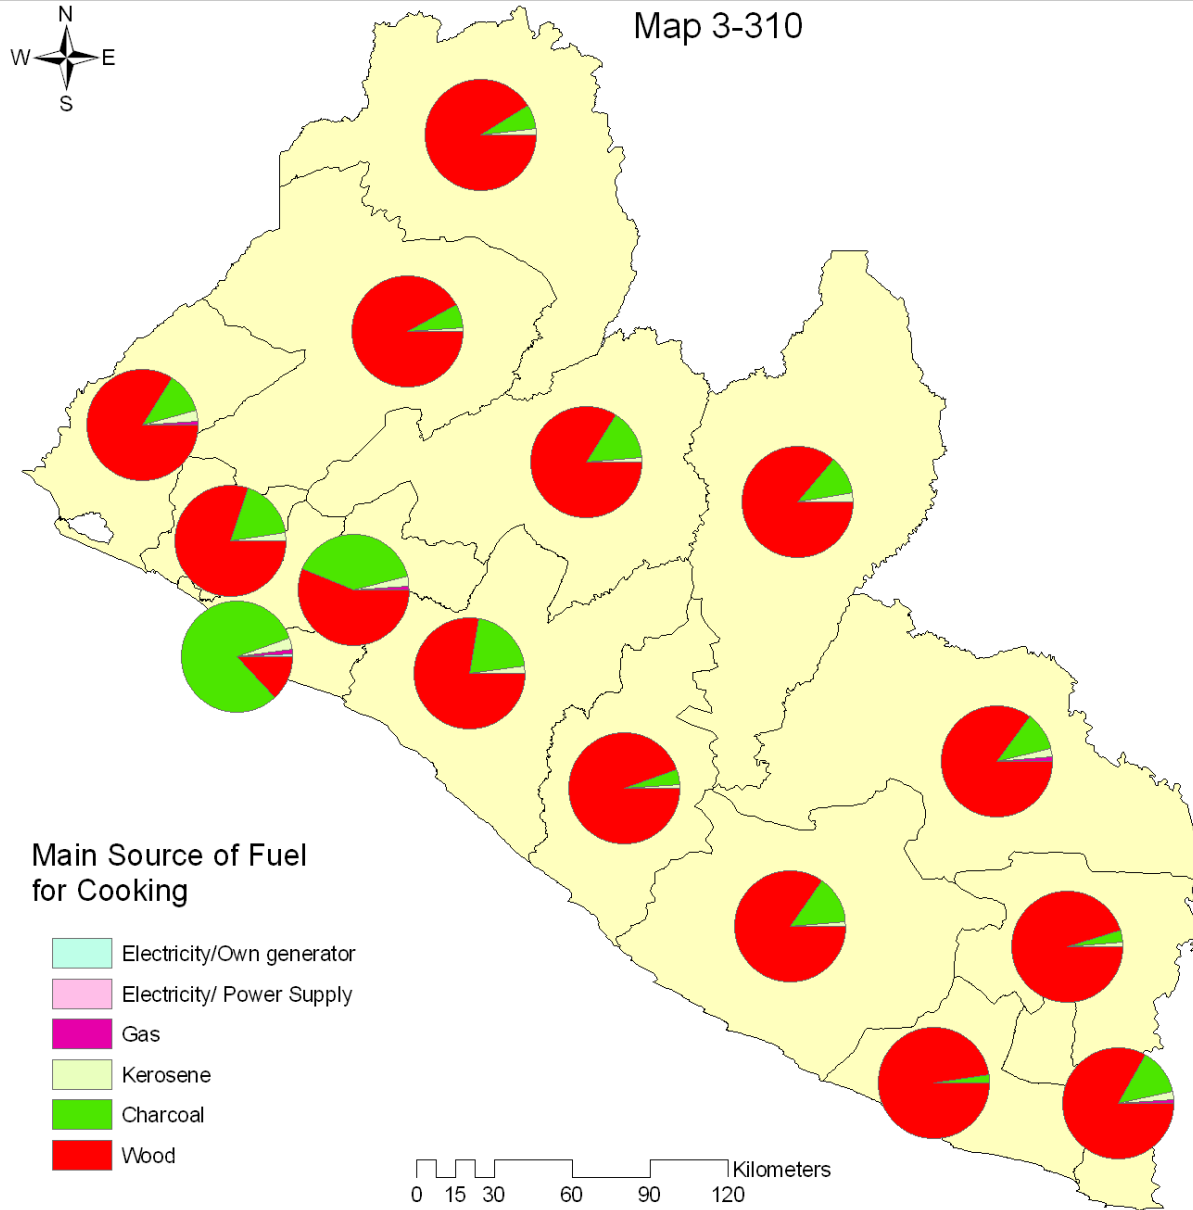 Map 3-310
N
W E
S
Main Source of Fuel
for Cooking
Electricity/Own generator
Electricity/ Power Supply
Gas
Kerosene
Charcoal
Wood
Kilometers
0 15 30 60 90 120